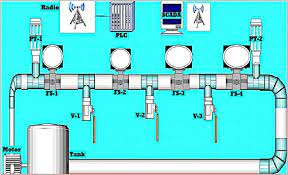 Radio
PLC
SCADA
PT-1
PT-2
FS-1
FS-2
FS-3
FS-4
V-1
V-2
V-3
Motor
Tank